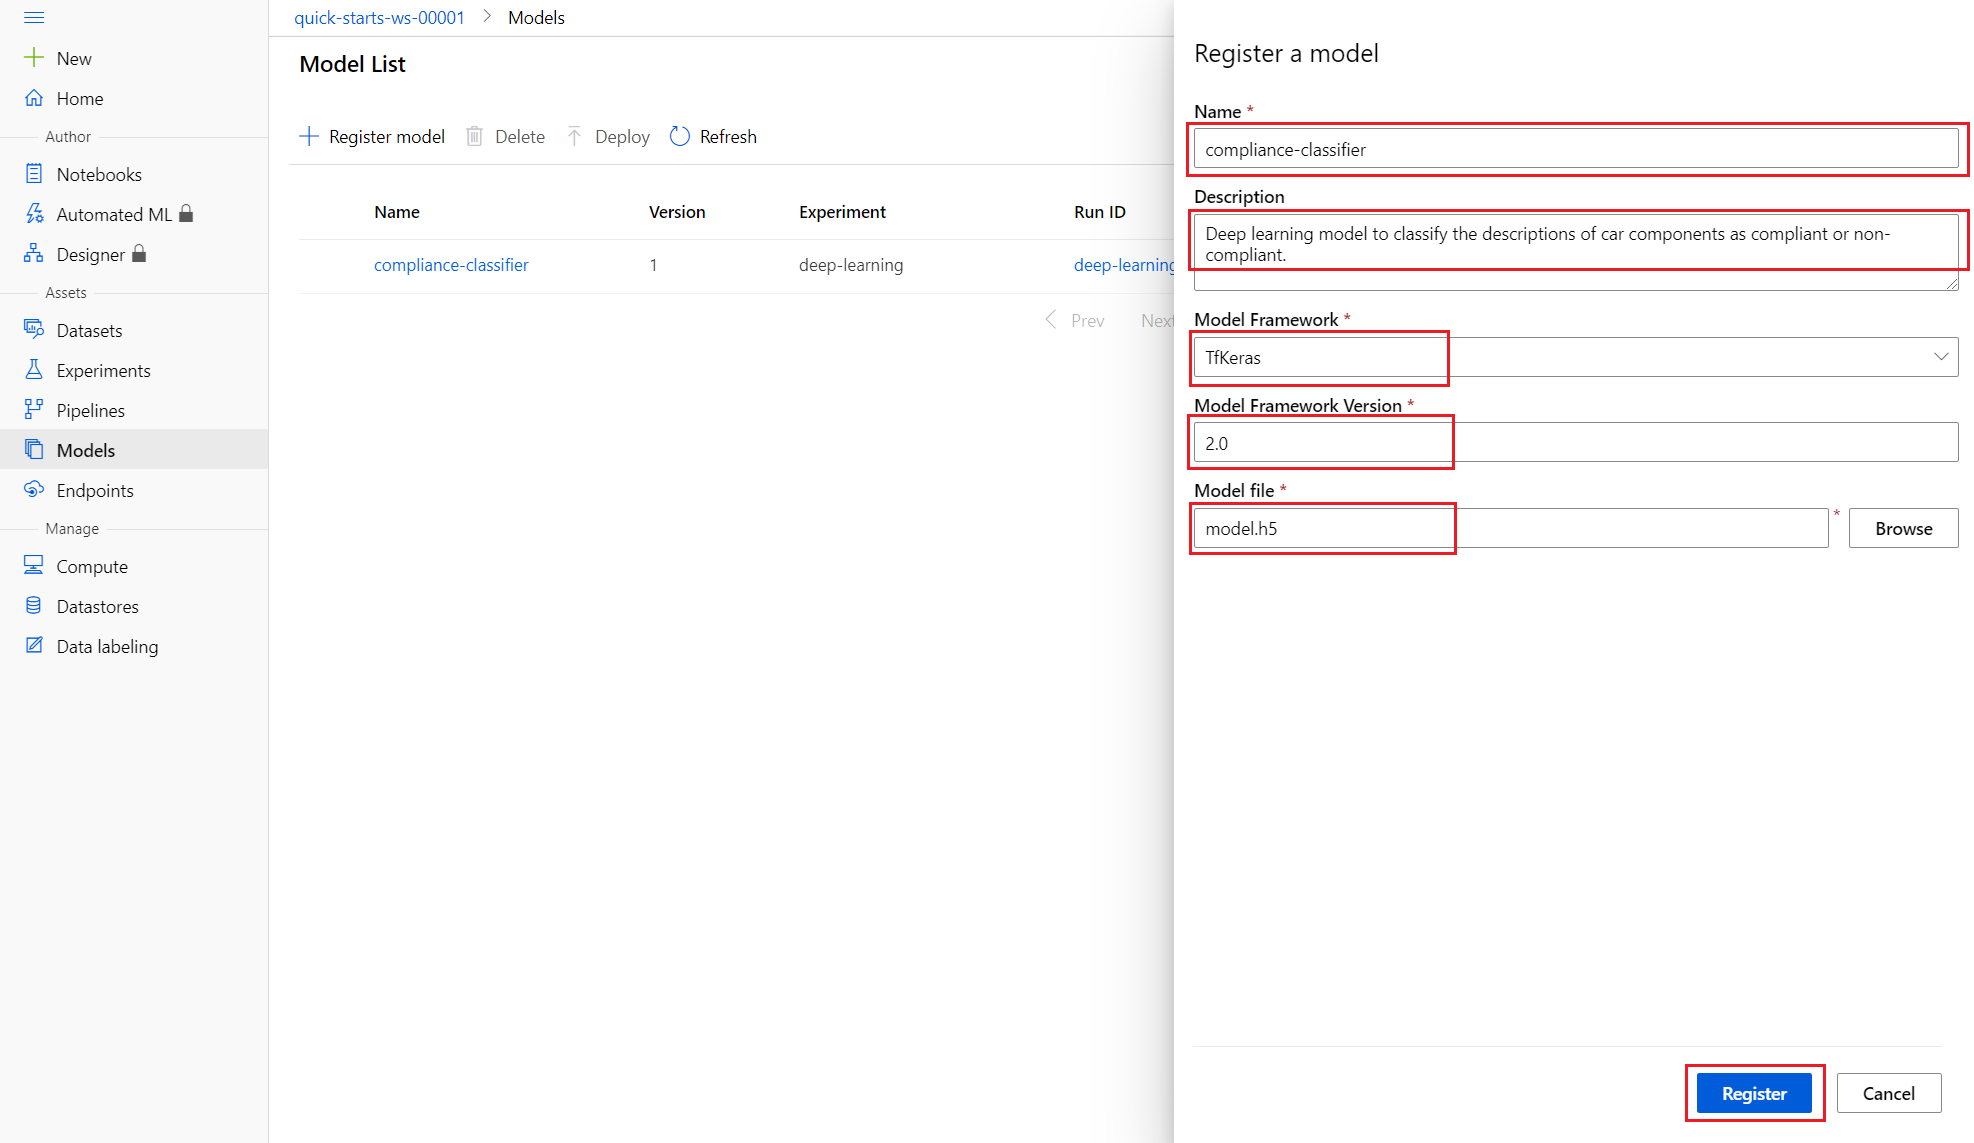 New
Home
Author
Notebooks
Automated ML
Designer
Assets
Datasets
Experiments
Pipelines
Models
Endpoints
Manage
Compute
Datastores
Data labeling
quick-starts-ws-00001 > Models
Model List
Register model Delete Deploy Refresh
Name Version Experiment Run ID
compliance-classifier 1 deep-learning deep-learning
Prev Next
Register a model
Name *
compliance-classifier
Description
Deep learning model to classify the descriptions of car components as compliant or non-
compliant.
Model Framework *
TfKeras
Model Framework Version *
2.0
Model file *
model.h5 * Browse
Register Cancel